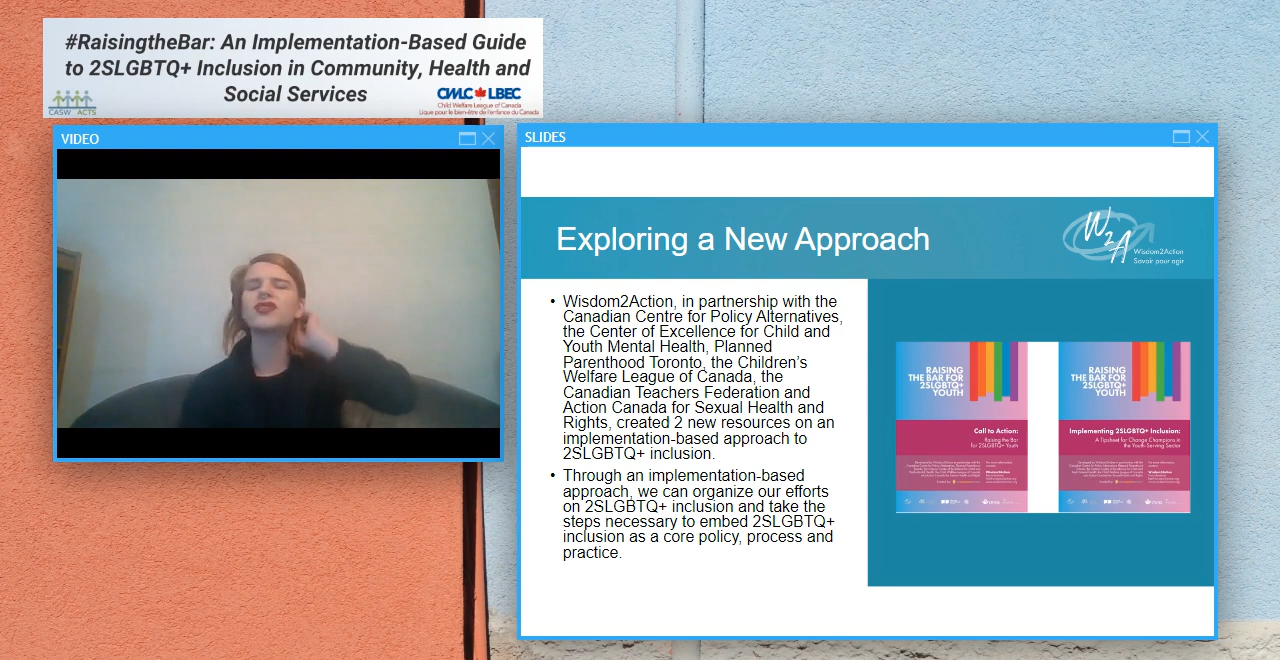 #RaisingtheBar: An Implementation-Based Guide
to 2SLGBTQ+ Inclusion in Community, Health and
Social Services
CASW ACTS
CWLC LBEC
Child Welfare League of Canada
Ligue pour le bien-être de l'enfance du Canada
VIDEO
SLIDES
Exploring a New Approach
W2A
Wisdom2Action
Savoir pour agir
• Wisdom2Action, in partnership with the
Canadian Centre for Policy Alternatives,
the Center of Excellence for Child and
Youth Mental Health, Planned
Parenthood Toronto, the Children's
Welfare League of Canada, the
Canadian Teachers Federation and
Action Canada for Sexual Health and
Rights, created 2 new resources on an
implementation-based approach to
2SLGBTQ+ inclusion.
• Through an implementation-based
approach, we can organize our efforts
on 2SLGBTQ+ inclusion and take the
steps necessary to embed 2SLGBTQ+
inclusion as a core policy, process and
practice.
RAISING
THE BAR FOR
2SLGBTQ+
YOUTH
Call to Action:
Raising the Bar
for 2SLGBTQ+ Youth
RAISING
THE BAR FOR
2SLGBTQ+
YOUTH
Implementing 2SLGBTQ+ Inclusion:
A Tipsheet for Change Champions in
the Youth-Serving Sector